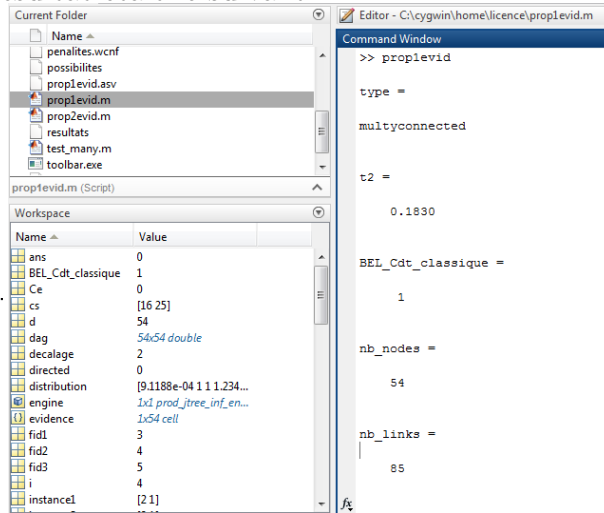 Current Folder
Name
penalites.wcnf
possibilites
prop1evid.asv
prop1evid.m
prop2evid.m
resultats
test_many.m
toolbar.exe
prop1evid.m (Script)
Workspace
Name Value
ans 0
BEL_Cdt_classique 1
Ce 0
cs [16 25]
d 54
dag 54x54 double
decalage 2
directed 0
distribution [9.1188e-04 1 1 1.234...
engine 1x1 prod_jtree_inf_en...
evidence 1x54 cell
fid1 3
fid2 4
fid3 5
i 4
instance1 [2 1]
Editor - C:\cygwin\home\licence\prop1evid.m
Command Window
>> prop1evid
type =
multyconnected
t2 =
0.1830
BEL_Cdt_classique =
1
nb_nodes =
54
nb_links =
85
fx